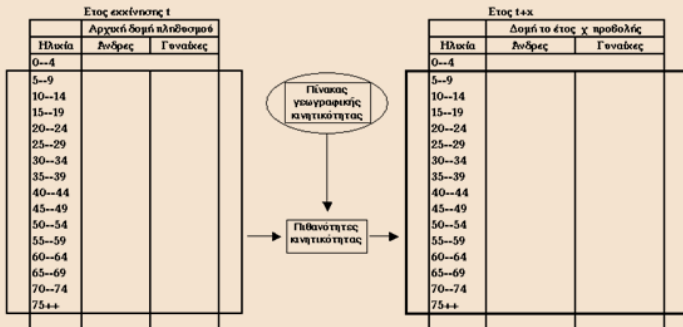 Ετος εκκίνησης t
Αρχική δομή πληθυσμού
Ηλικία Άνδρες Γυναίκες
0--4
5--9
10--14
15--19
20--24
25--29
30--34
35--39
40--44
45--49
50--54
55--59
60--64
65--69
70--74
75++
Πίνακας
γεωγραφικής
κινητικότητας
Πιθανότητες
κινητικότητας
Ετος t+x
Δομή το έτος χ προβολής
Ηλικία Άνδρες Γυναίκες
0--4
5--9
10--14
15--19
20--24
25--29
30--34
35--39
40--44
45--49
50--54
55--59
60--64
65--69
70--74
75++